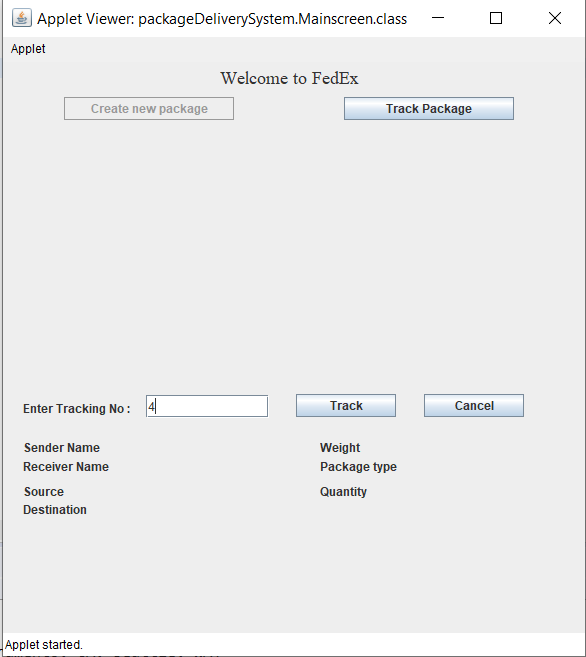 Applet Viewer: packageDeliverySystem.Mainscreen.class
Applet
Welcome to FedEx
Create new package Track Package
Enter Tracking No : 4 Track Cancel
Sender Name Weight
Receiver Name Package type
Source Quantity
Destination
Applet started.